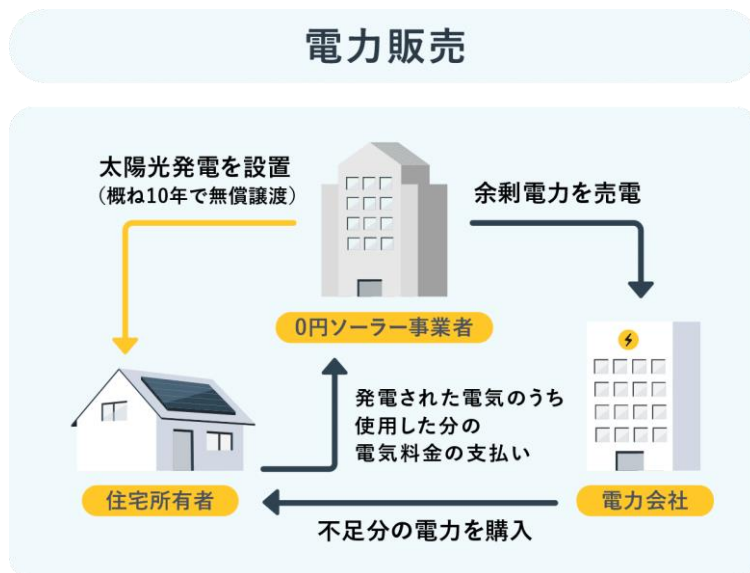 電力販売
太陽光発電を設置
（概ね10年で無償譲渡）
余剰電力を売電
0円ソーラー事業者
発電された電気のうち
使用した分の
電気料金の支払い
住宅所有者
電力会社
不足分の電力を購入